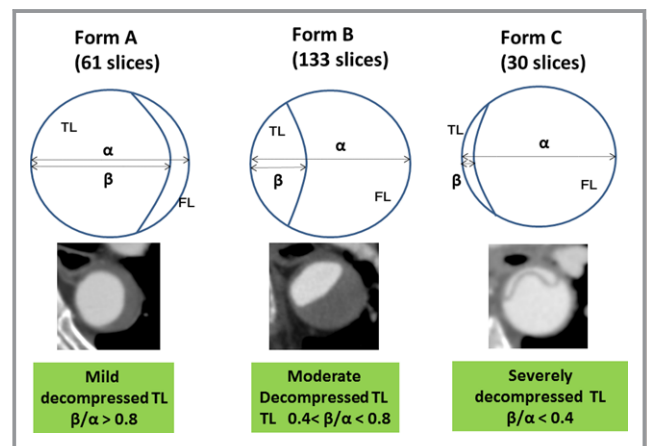 Form A
(61 slices)
TL
α
β
FL
Mild
decompressed TL
β/α > 0.8
Form B
(133 slices)
TL
α
β
FL
Moderate
Decompressed TL
TL 0.4< β/α < 0.8
Form C
(30 slices)
TL
α
β
FL
Severely
decompressed TL
β/α < 0.4